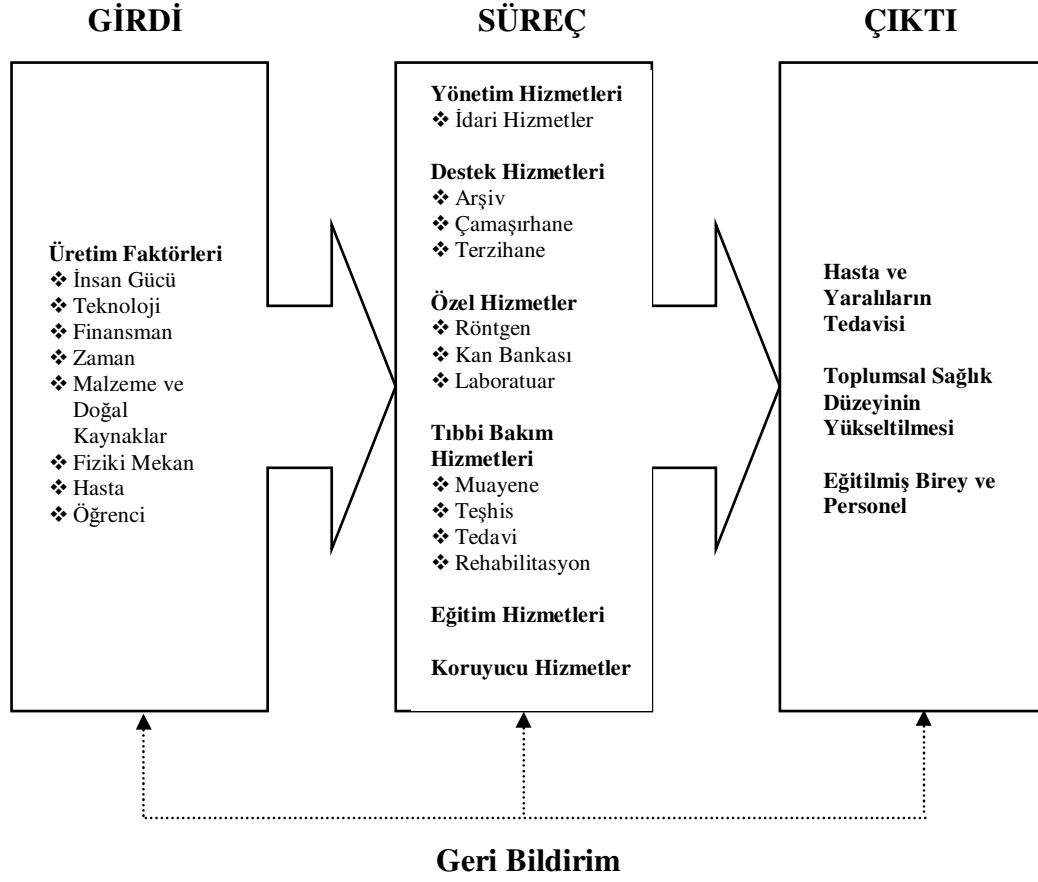 GİRDİ
SÜREÇ
ÇIKTI
Üretim Faktörleri
❖ İnsan Gücü
❖ Teknoloji
❖ Finansman
❖ Zaman
❖ Malzeme ve
Doğal
Kaynaklar
❖ Fiziki Mekan
❖ Hasta
❖ Öğrenci
Yönetim Hizmetleri
❖ İdari Hizmetler
Destek Hizmetleri
❖ Arşiv
❖ Çamaşırhane
❖ Terzihane
Özel Hizmetler
❖ Röntgen
❖ Kan Bankası
❖ Laboratuar
Tıbbi Bakım
Hizmetleri
❖ Muayene
❖ Teşhis
❖ Tedavi
❖ Rehabilitasyon
Eğitim Hizmetleri
Koruyucu Hizmetler
Hasta ve
Yaralıların
Tedavisi
Toplumsal Sağlık
Düzeyinin
Yükseltilmesi
Eğitilmiş Birey ve
Personel
Geri Bildirim